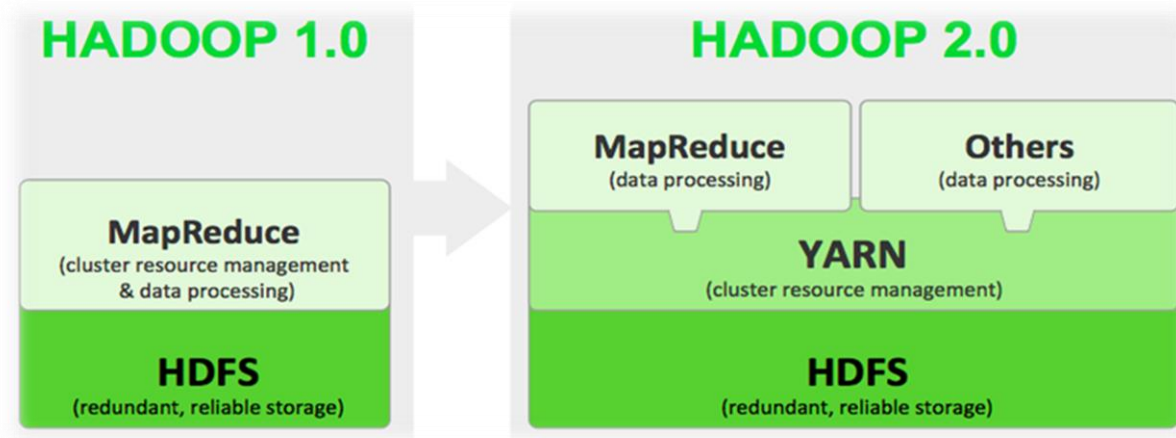 HADOOP 1.0
MapReduce
(cluster resource management
& data processing)
HDFS
(redundant, reliable storage)
HADOOP 2.0
MapReduce
(data processing)
Others
(data processing)
YARN
(cluster resource management)
HDFS
(redundant, reliable storage)